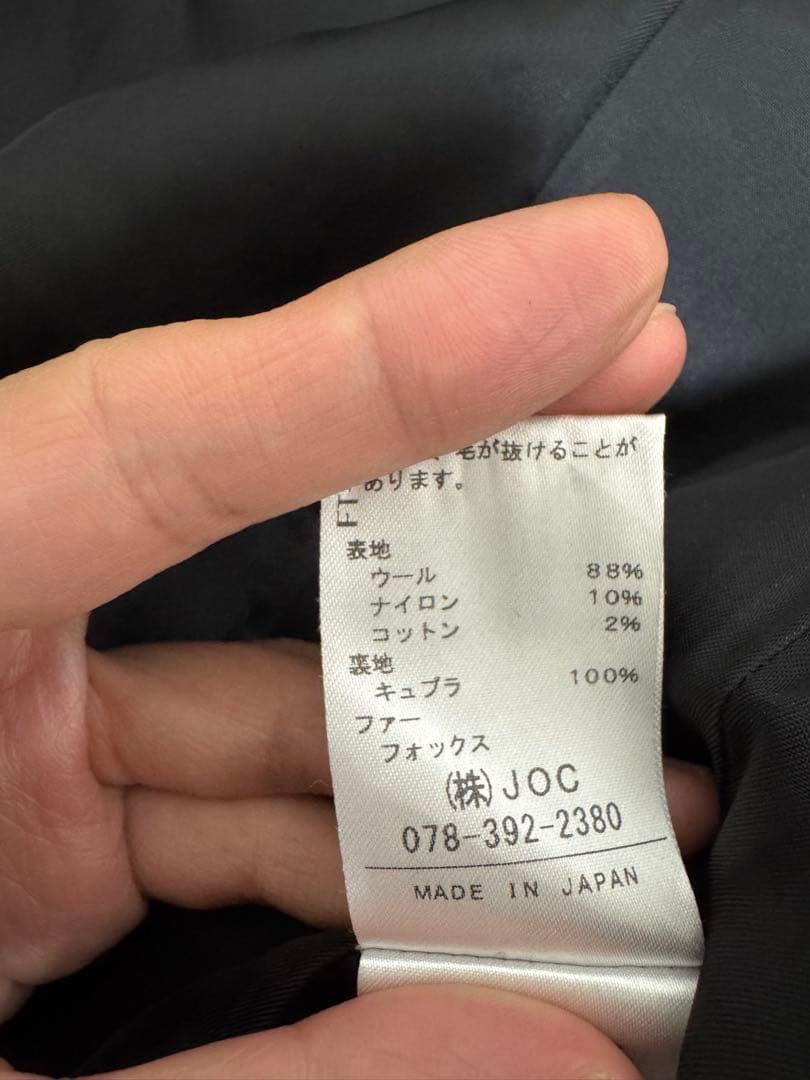 毛が抜けることが
あります。
表地
ウール 88%
ナイロン 10%
コットン 2%
裏地
キュプラ 100%
ファー
フォックス
(株)JOC
078-392-2380
MADE IN JAPAN